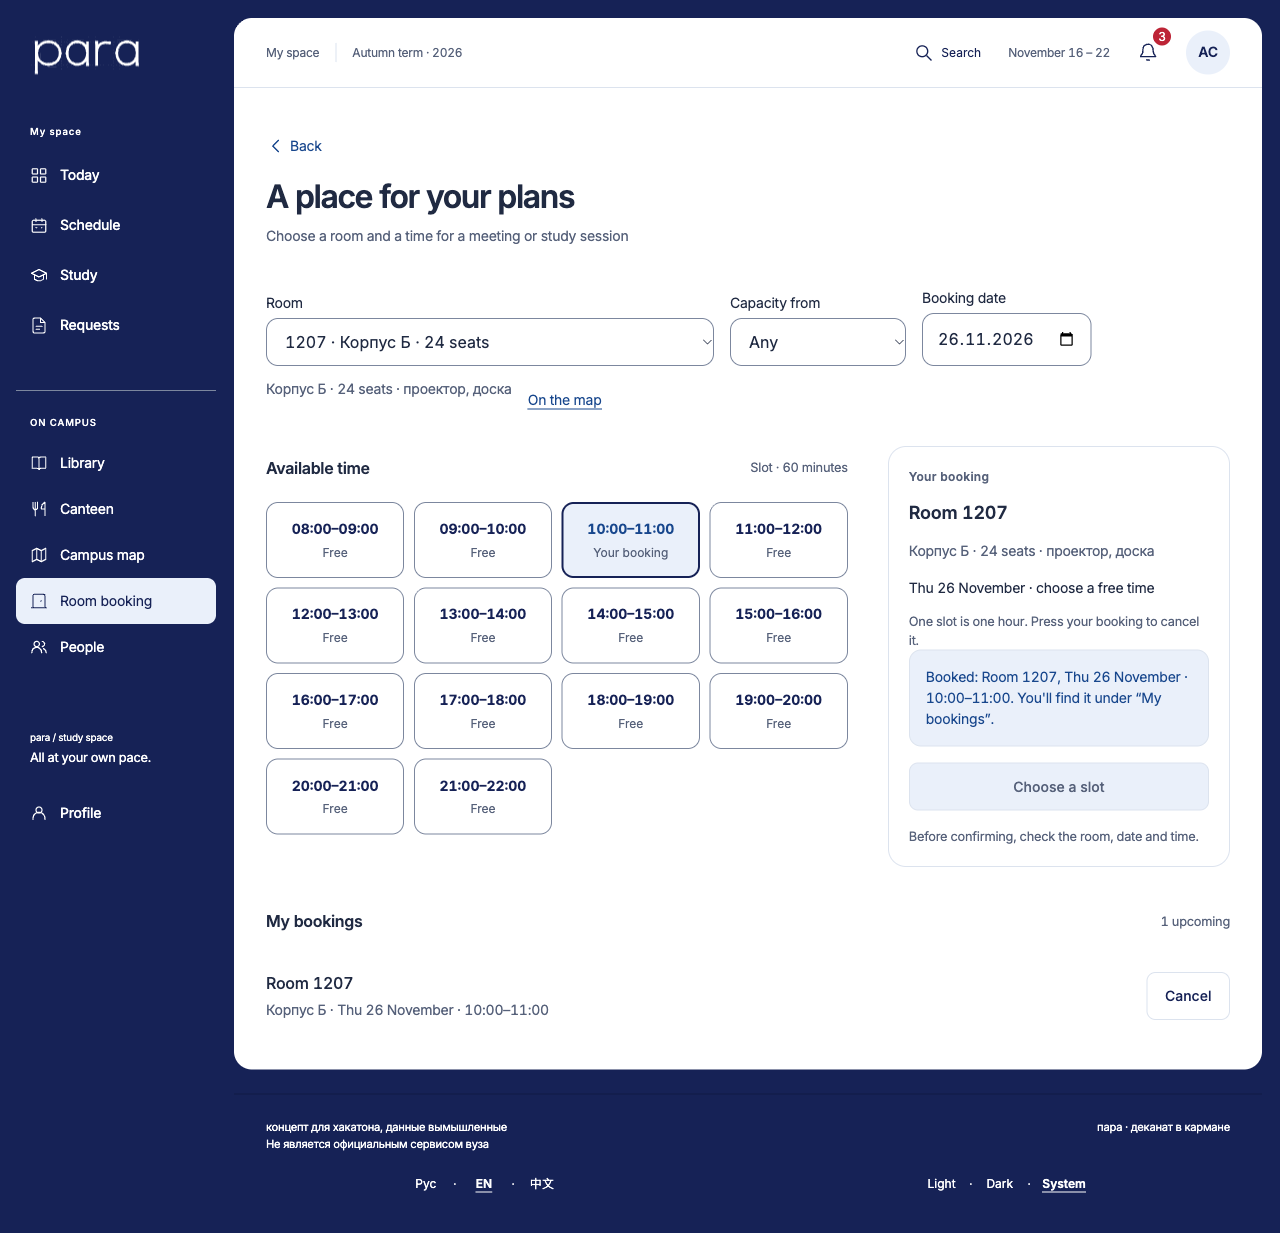 para
My space
Today
Schedule
Study
Requests
ON CAMPUS
Library
Canteen
Campus map
Room booking
People
para / study space
All at your own pace.
Profile
My space
Autumn term · 2026
Search
November 16 – 22
3
AC
Back
A place for your plans
Choose a room and a time for a meeting or study session
Room
Capacity from
Booking date
1207 · Корпус Б · 24 seats
Any
26.11.2026
Корпус Б · 24 seats · проектор, доска
On the map
Available time
Slot · 60 minutes
08:00–09:00
Free
09:00–10:00
Free
10:00–11:00
Your booking
11:00–12:00
Free
12:00–13:00
Free
13:00–14:00
Free
14:00–15:00
Free
15:00–16:00
Free
16:00–17:00
Free
17:00–18:00
Free
18:00–19:00
Free
19:00–20:00
Free
20:00–21:00
Free
21:00–22:00
Free
Your booking
Room 1207
Корпус Б · 24 seats · проектор, доска
Thu 26 November · choose a free time
One slot is one hour. Press your booking to cancel
it.
Booked: Room 1207, Thu 26 November ·
10:00–11:00. You'll find it under “My
bookings”.
Choose a slot
Before confirming, check the room, date and time.
My bookings
1 upcoming
Room 1207
Корпус Б · Thu 26 November · 10:00–11:00
Cancel
концепт для хакатона, данные вымышленные
Не является официальным сервисом вуза
пара · деканат в кармане
Рус · EN · 中文
Light · Dark · System